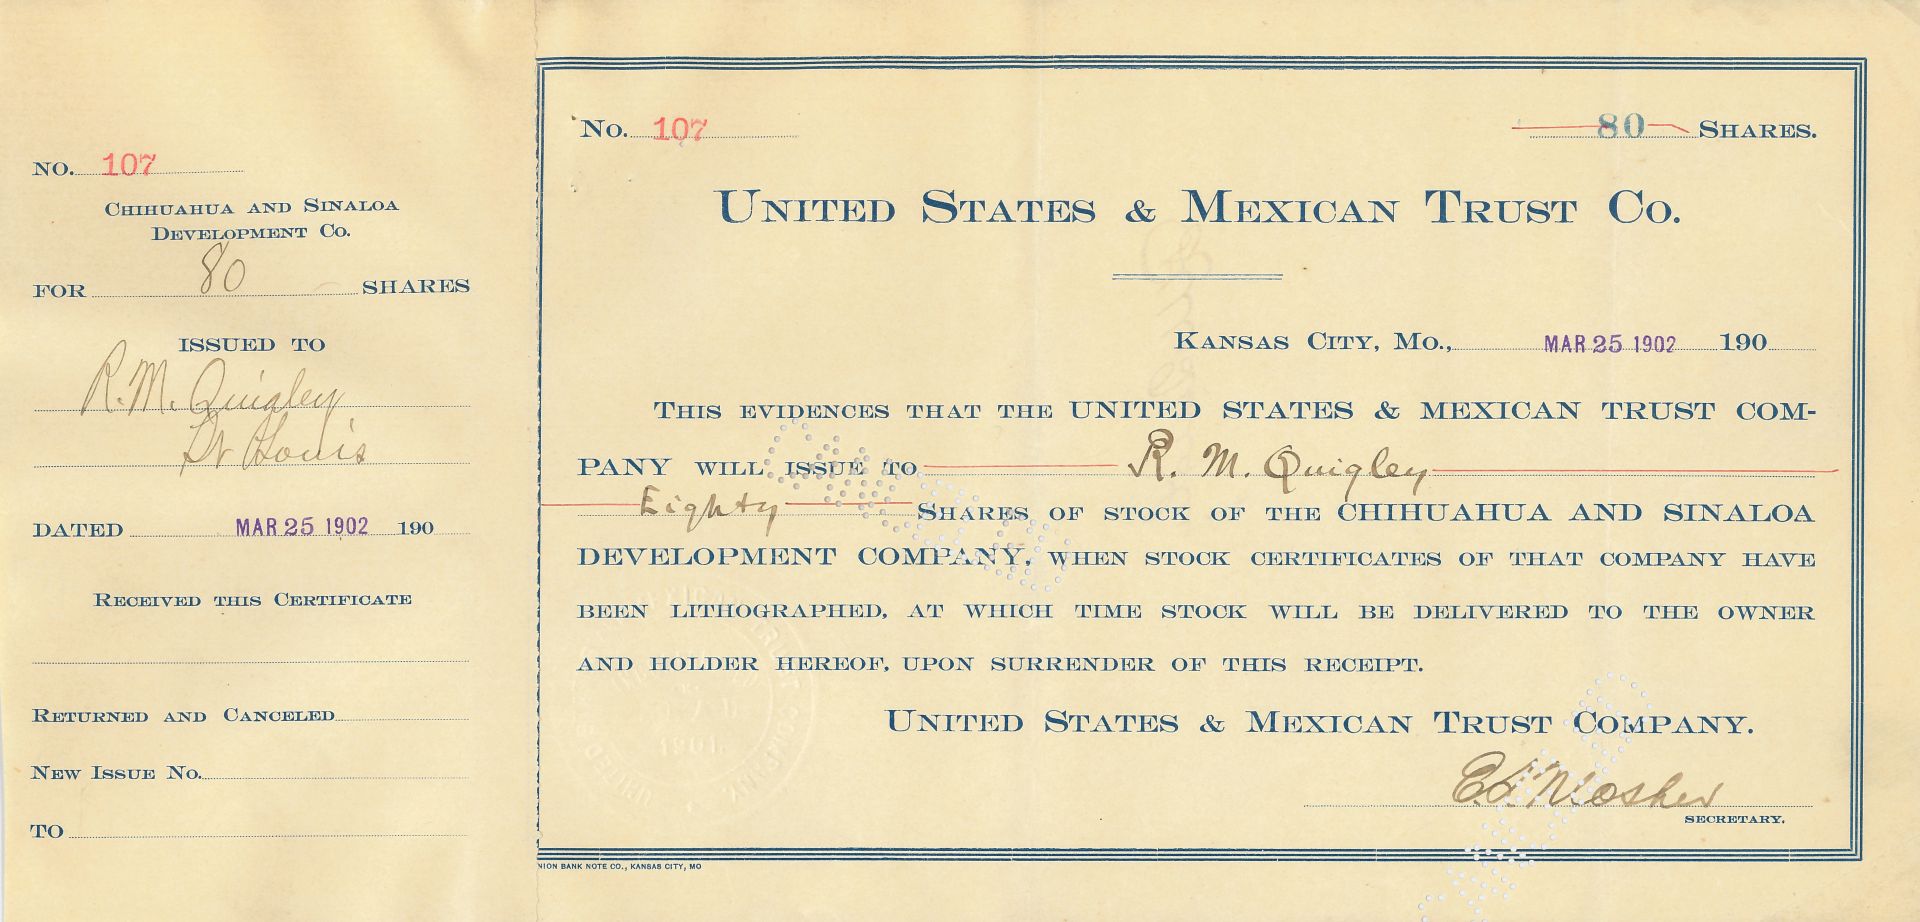 NO. 107
CHIHUAHUA AND SINALOA
DEVELOPMENT CO.
FOR 80 SHARES
ISSUED TO
R. M. Quigley
St Louis
DATED MAR 25 1902 190
RECEIVED THIS CERTIFICATE
RETURNED AND CANCELED
NEW ISSUE NO.
TO
NO. 107
80 SHARES.
UNITED STATES & MEXICAN TRUST CO.
KANSAS CITY, MO., MAR 25 1902 190
THIS EVIDENCES THAT THE UNITED STATES & MEXICAN TRUST COM-
PANY WILL ISSUE TO R. M. Quigley
Eighty SHARES OF STOCK OF THE CHIHUAHUA AND SINALOA
DEVELOPMENT COMPANY, WHEN STOCK CERTIFICATES OF THAT COMPANY HAVE
BEEN LITHOGRAPHED, AT WHICH TIME STOCK WILL BE DELIVERED TO THE OWNER
AND HOLDER HEREOF, UPON SURRENDER OF THIS RECEIPT.
1901.
UNITED STATES & MEXICAN TRUST COMPANY.
Mosher
SECRETARY.
NION BANK NOTE CO., KANSAS CITY, MO